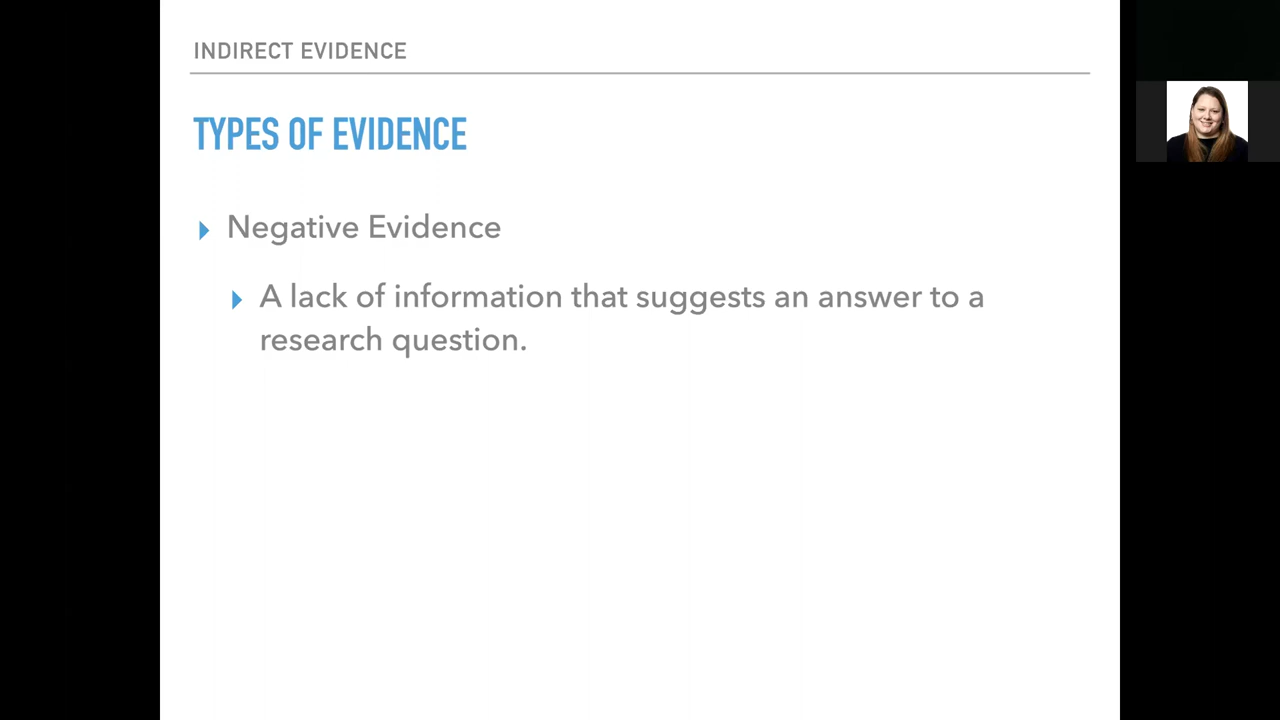 INDIRECT EVIDENCE
TYPES OF EVIDENCE
Negative Evidence
A lack of information that suggests an answer to a
research question.